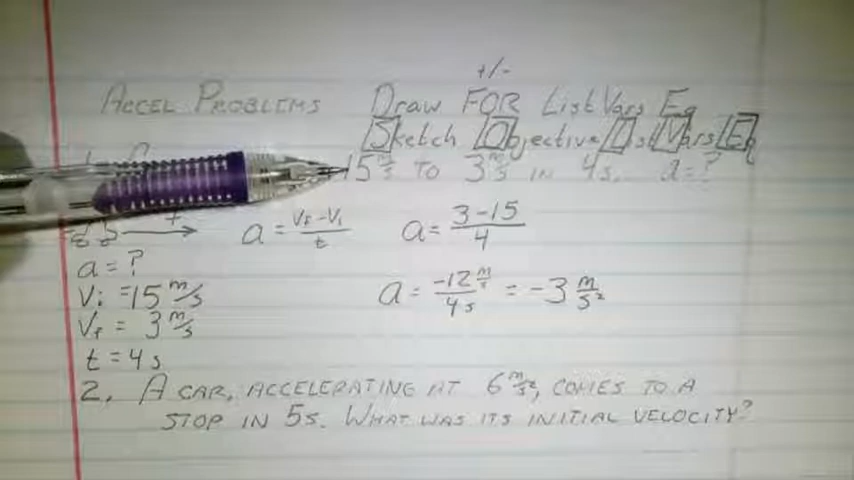 +/-
ACCEL PROBLEMS Draw FOR List Vars Eq
Sketch Objective List Vars Eq
15 m/s TO 3 m/s IN 4s. a=?
+
a = Vf-Vi/t a = 3-15/4
a = ?
Vi = 15 m/s a = -12 m/s / 4s = -3 m/s²
Vf = 3 m/s
t = 4s
2. A CAR, ACCELERATING AT 6 m/s², COMES TO A
STOP IN 5s. WHAT WAS ITS INITIAL VELOCITY?